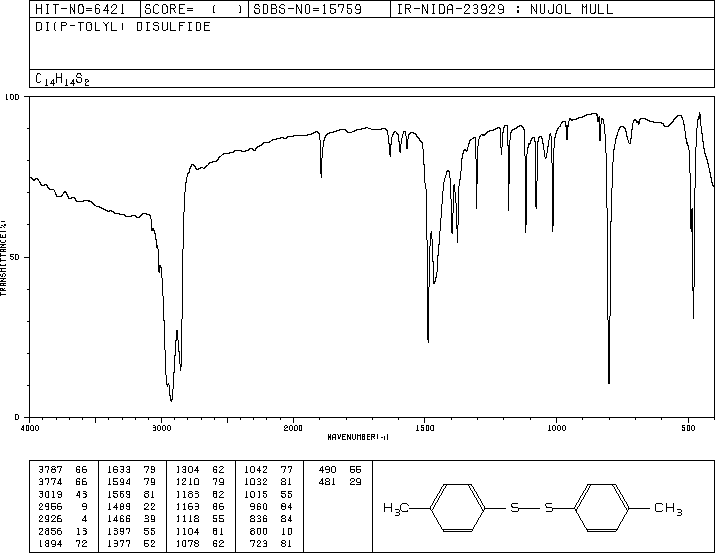 HIT-NO=6421 SCORE= ( ) SDBS-NO=15759 IR-NIDA-23929 : NUJOL MULL
DI(P-TOLYL) DISULFIDE
C14H14S2
100
50
0
TRANSMITTANCE(%)
4000 3000 2000 1500 1000 500
WAVENUMBER(-1)
3787 66 1633 79 1304 62 1042 77 490 55
3774 66 1594 79 1210 79 1032 81 481 29
3019 43 1569 81 1183 82 1015 55
2956 9 1489 22 1163 86 960 84
2926 4 1466 39 1118 55 836 84
2856 13 1397 55 1104 81 800 10
1894 72 1377 52 1078 62 723 81
H3C S S CH3